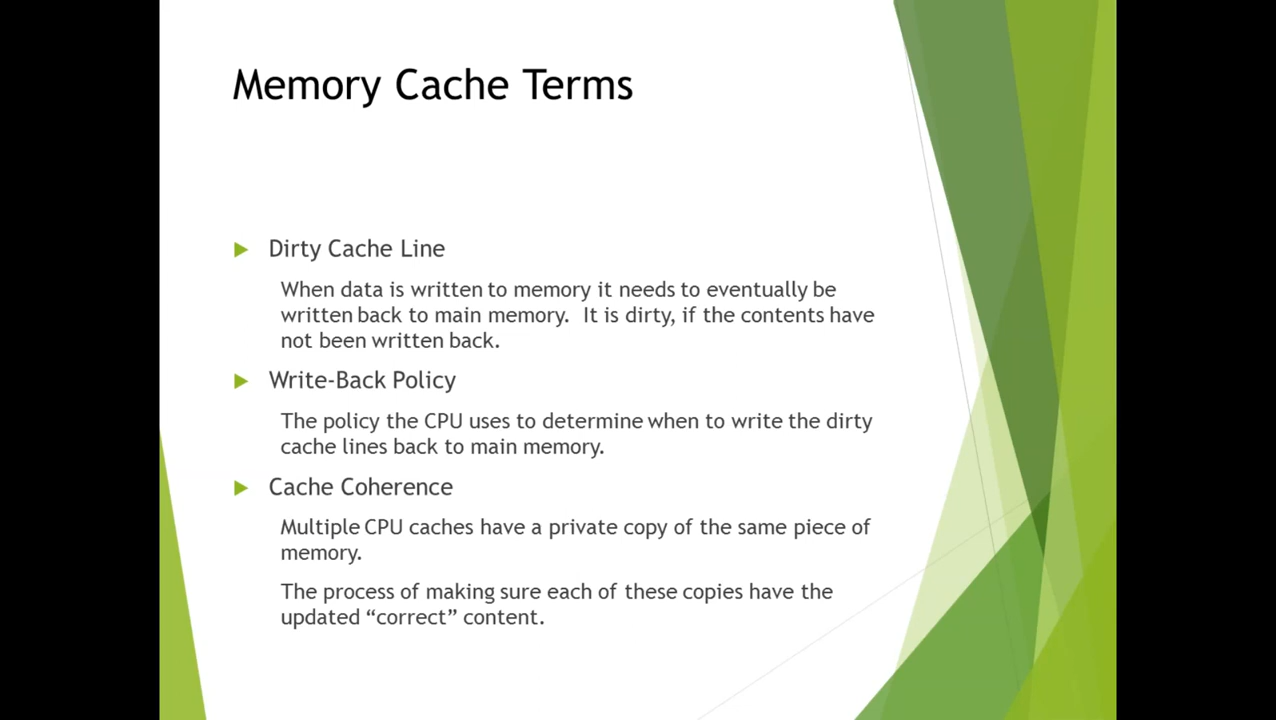 Memory Cache Terms
Dirty Cache Line
When data is written to memory it needs to eventually be
written back to main memory.  It is dirty, if the contents have
not been written back.
Write-Back Policy
The policy the CPU uses to determine when to write the dirty
cache lines back to main memory.
Cache Coherence
Multiple CPU caches have a private copy of the same piece of
memory.
The process of making sure each of these copies have the
updated “correct” content.